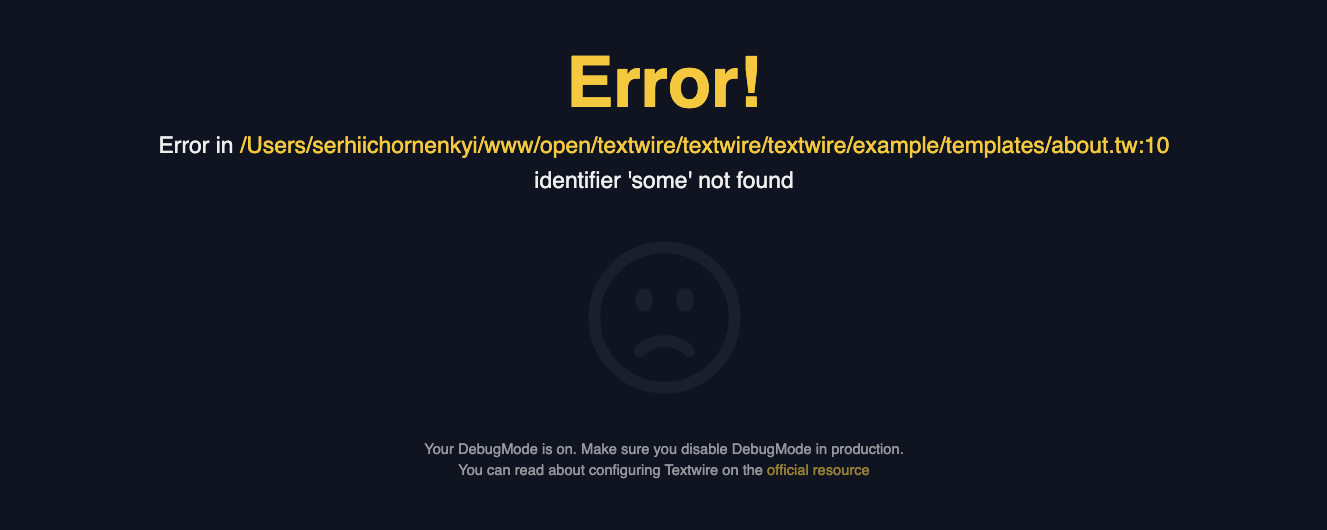 Error!
Error in /Users/serhiichornenkyi/www/open/textwire/textwire/textwire/example/templates/about.tw:10
identifier 'some' not found
Your DebugMode is on. Make sure you disable DebugMode in production.
You can read about configuring Textwire on the official resource